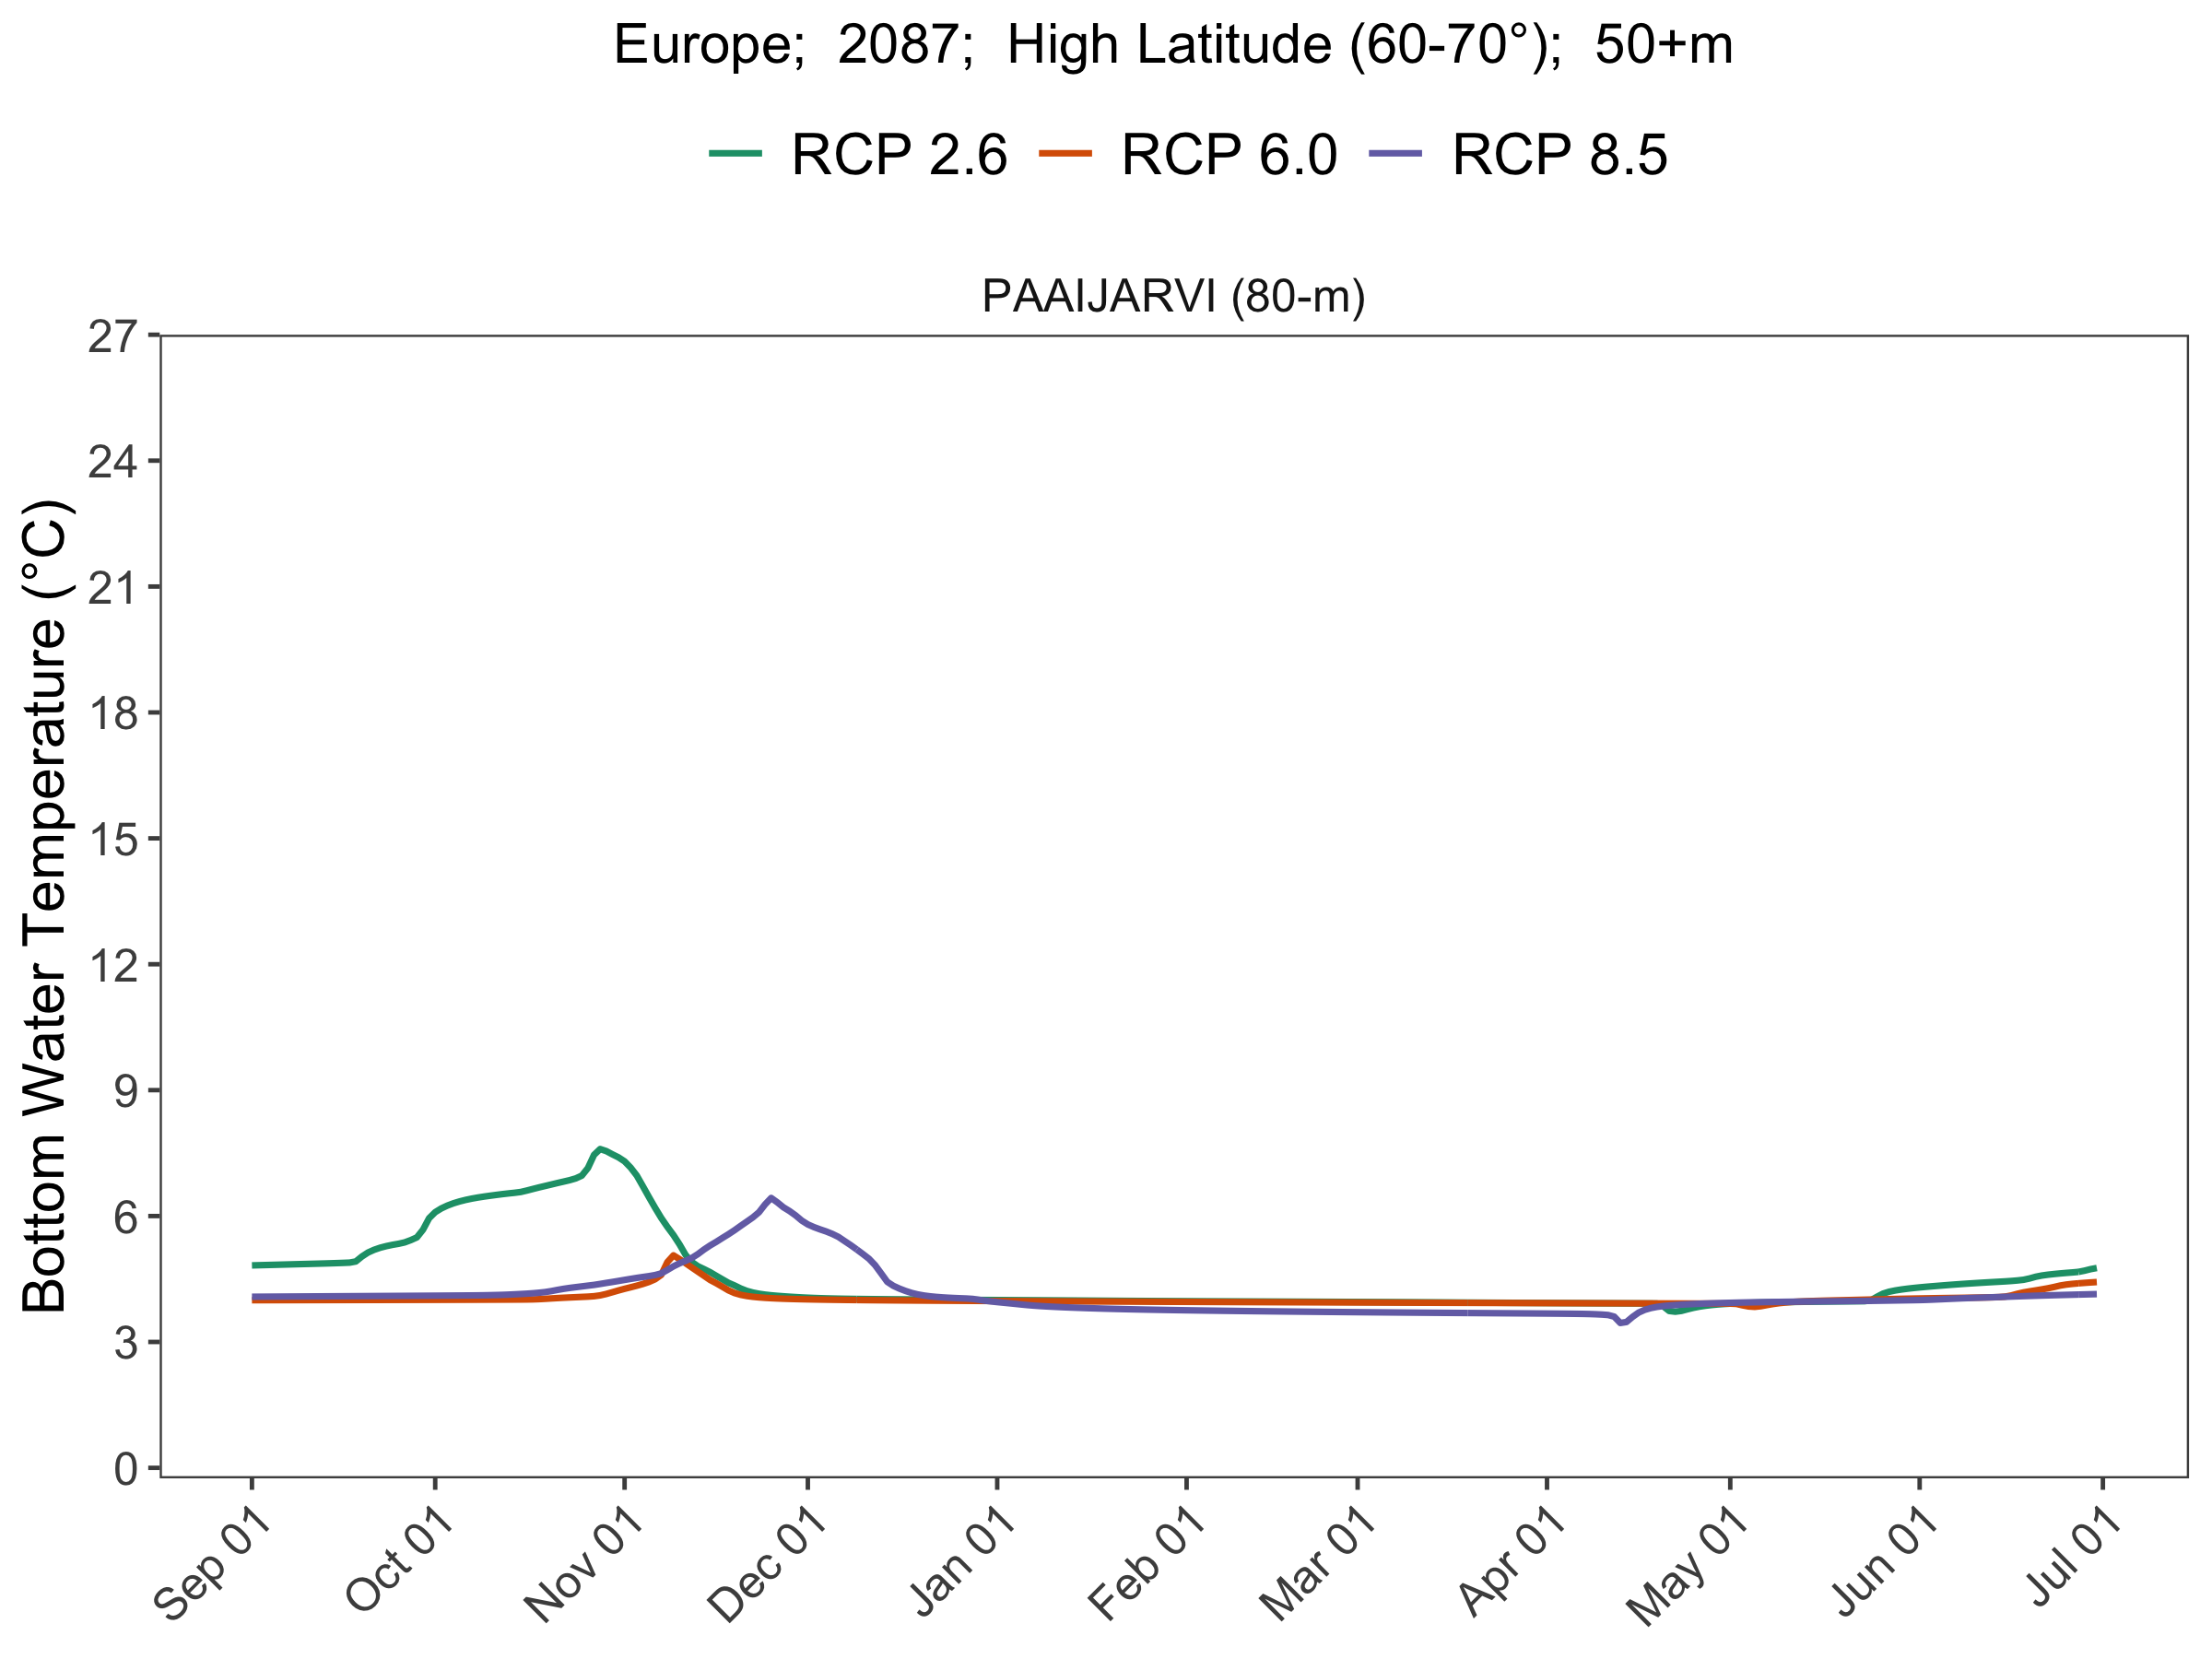 Europe; 2087; High Latitude (60-70°); 50+m
RCP 2.6 RCP 6.0 RCP 8.5
PAAIJARVI (80-m)
Bottom Water Temperature (°C)
27
24
21
18
15
12
9
6
3
0
Sep 01 Oct 01 Nov 01 Dec 01 Jan 01 Feb 01 Mar 01 Apr 01 May 01 Jun 01 Jul 01